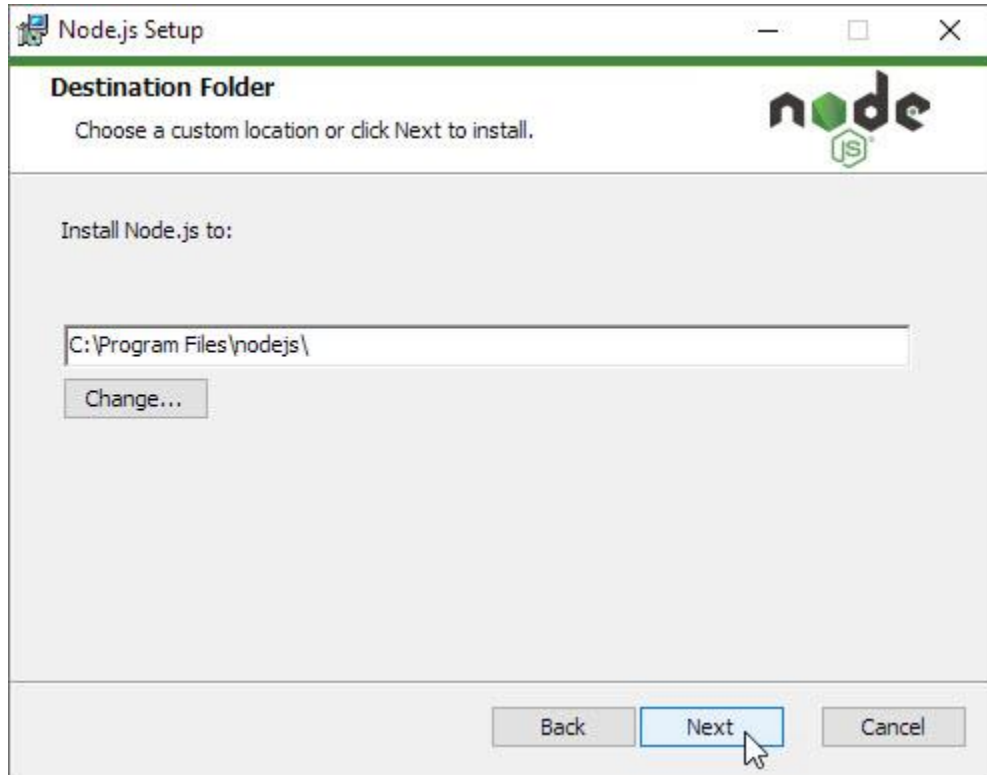 Node.js Setup
Destination Folder
Choose a custom location or click Next to install.
node
JS
Install Node.js to:
C:\Program Files\nodejs\
Change...
Back
Next
Cancel